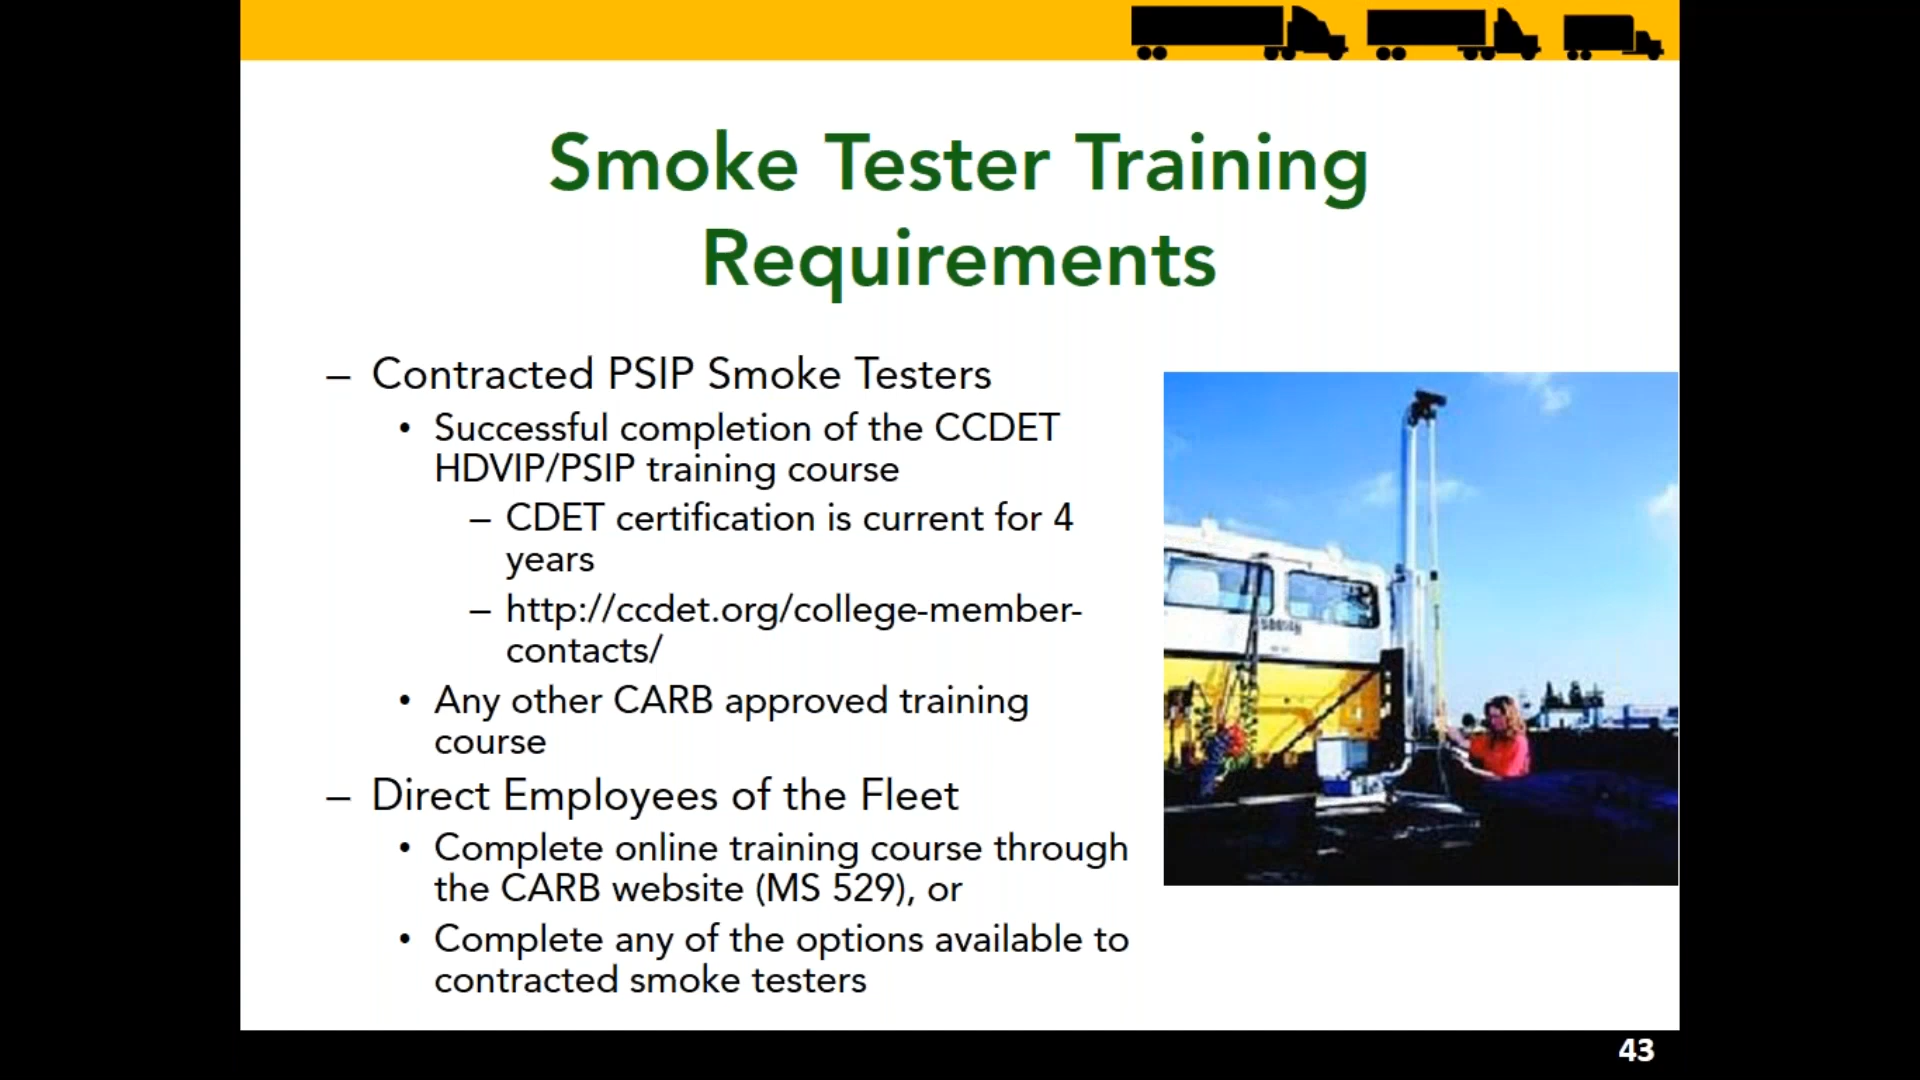 Smoke Tester Training
Requirements
– Contracted PSIP Smoke Testers
• Successful completion of the CCDET
HDVIP/PSIP training course
– CDET certification is current for 4
years
– http://ccdet.org/college-member-
contacts/
• Any other CARB approved training
course
– Direct Employees of the Fleet
• Complete online training course through
the CARB website (MS 529), or
• Complete any of the options available to
contracted smoke testers
43